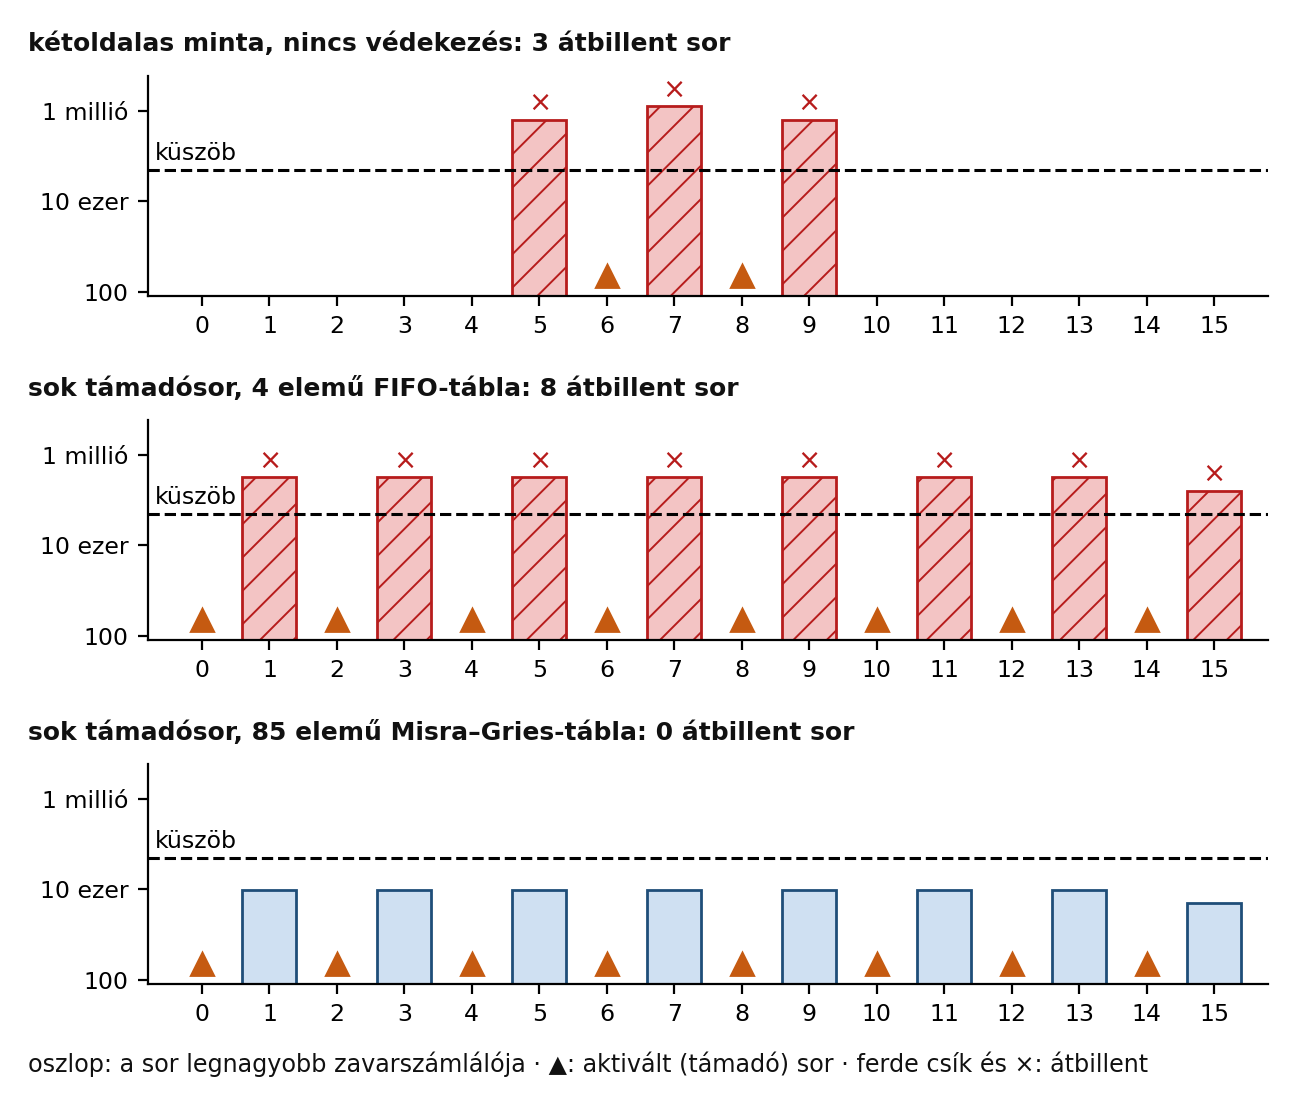 kétoldalas minta, nincs védekezés: 3 átbillent sor
1 millió
küszöb
10 ezer
100
0 1 2 3 4 5 6 7 8 9 10 11 12 13 14 15
sok támadósor, 4 elemű FIFO-tábla: 8 átbillent sor
1 millió
küszöb
10 ezer
100
0 1 2 3 4 5 6 7 8 9 10 11 12 13 14 15
sok támadósor, 85 elemű Misra–Gries-tábla: 0 átbillent sor
1 millió
küszöb
10 ezer
100
0 1 2 3 4 5 6 7 8 9 10 11 12 13 14 15
oszlop: a sor legnagyobb zavarszámlálója · ▲: aktivált (támadó) sor · ferde csík és ×: átbillent